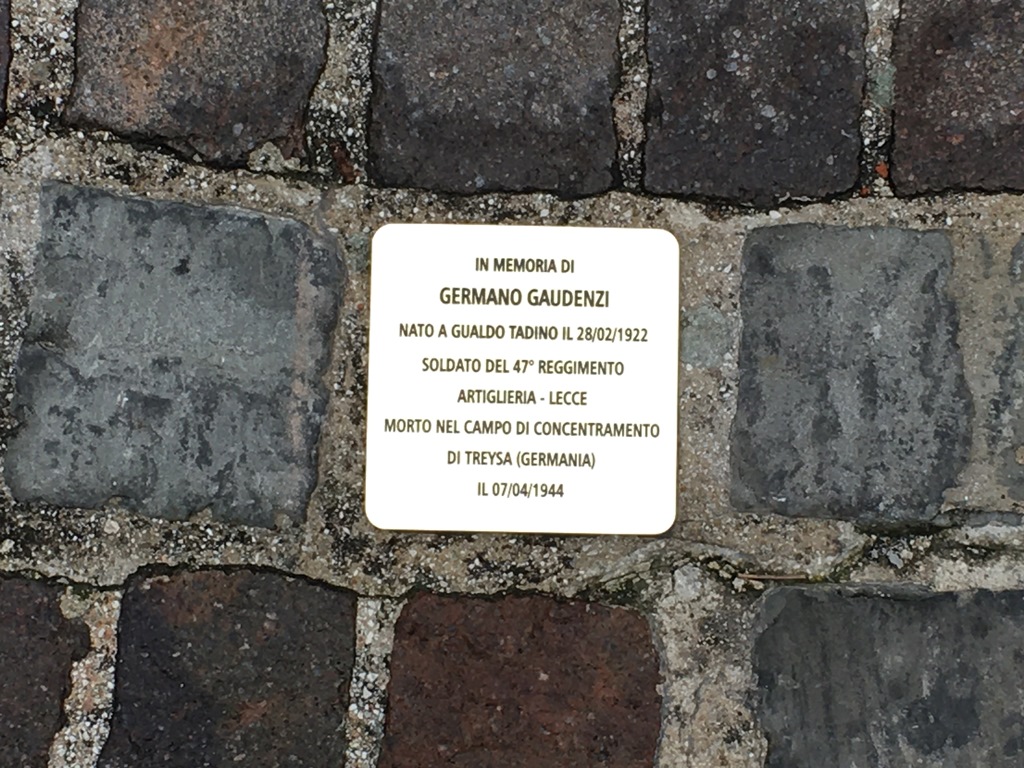 IN MEMORIA DI
GERMANO GAUDENZI
NATO A GUALDO TADINO IL 28/02/1922
SOLDATO DEL 47° REGGIMENTO
ARTIGLIERIA - LECCE
MORTO NEL CAMPO DI CONCENTRAMENTO
DI TREYSA (GERMANIA)
IL 07/04/1944